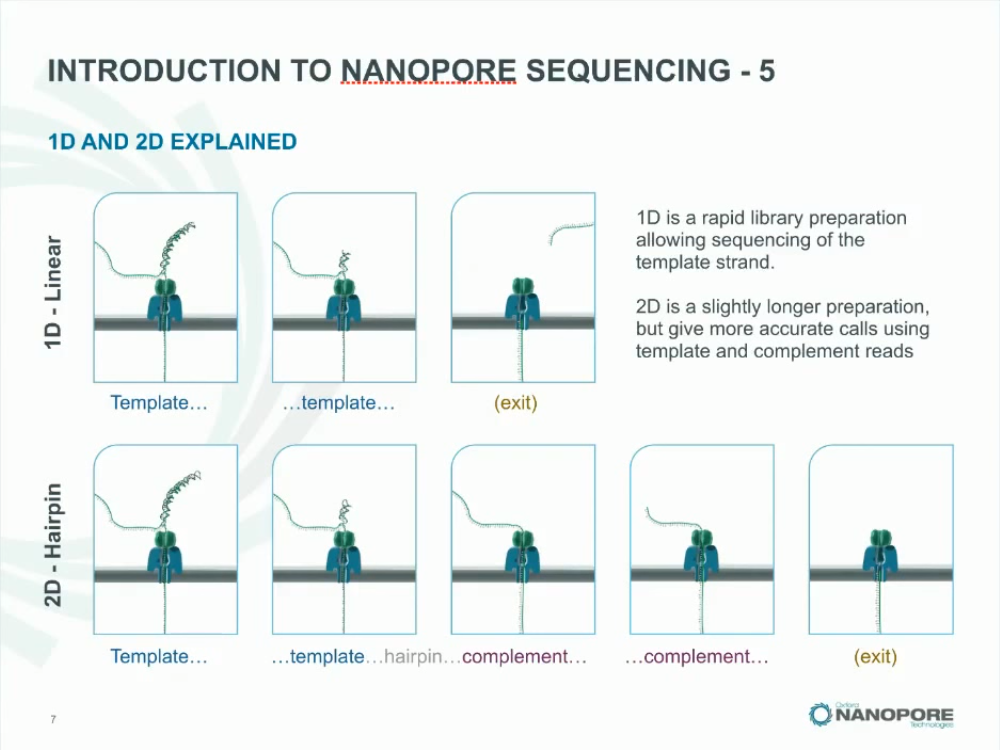 INTRODUCTION TO NANOPORE SEQUENCING - 5
1D AND 2D EXPLAINED
1D - Linear
1D is a rapid library preparation
allowing sequencing of the
template strand.
2D is a slightly longer preparation,
but give more accurate calls using
template and complement reads
Template…
…template…
(exit)
2D - Hairpin
Template…
…template…hairpin…complement…
…complement…
(exit)
7
Oxford
NANOPORE
Technologies